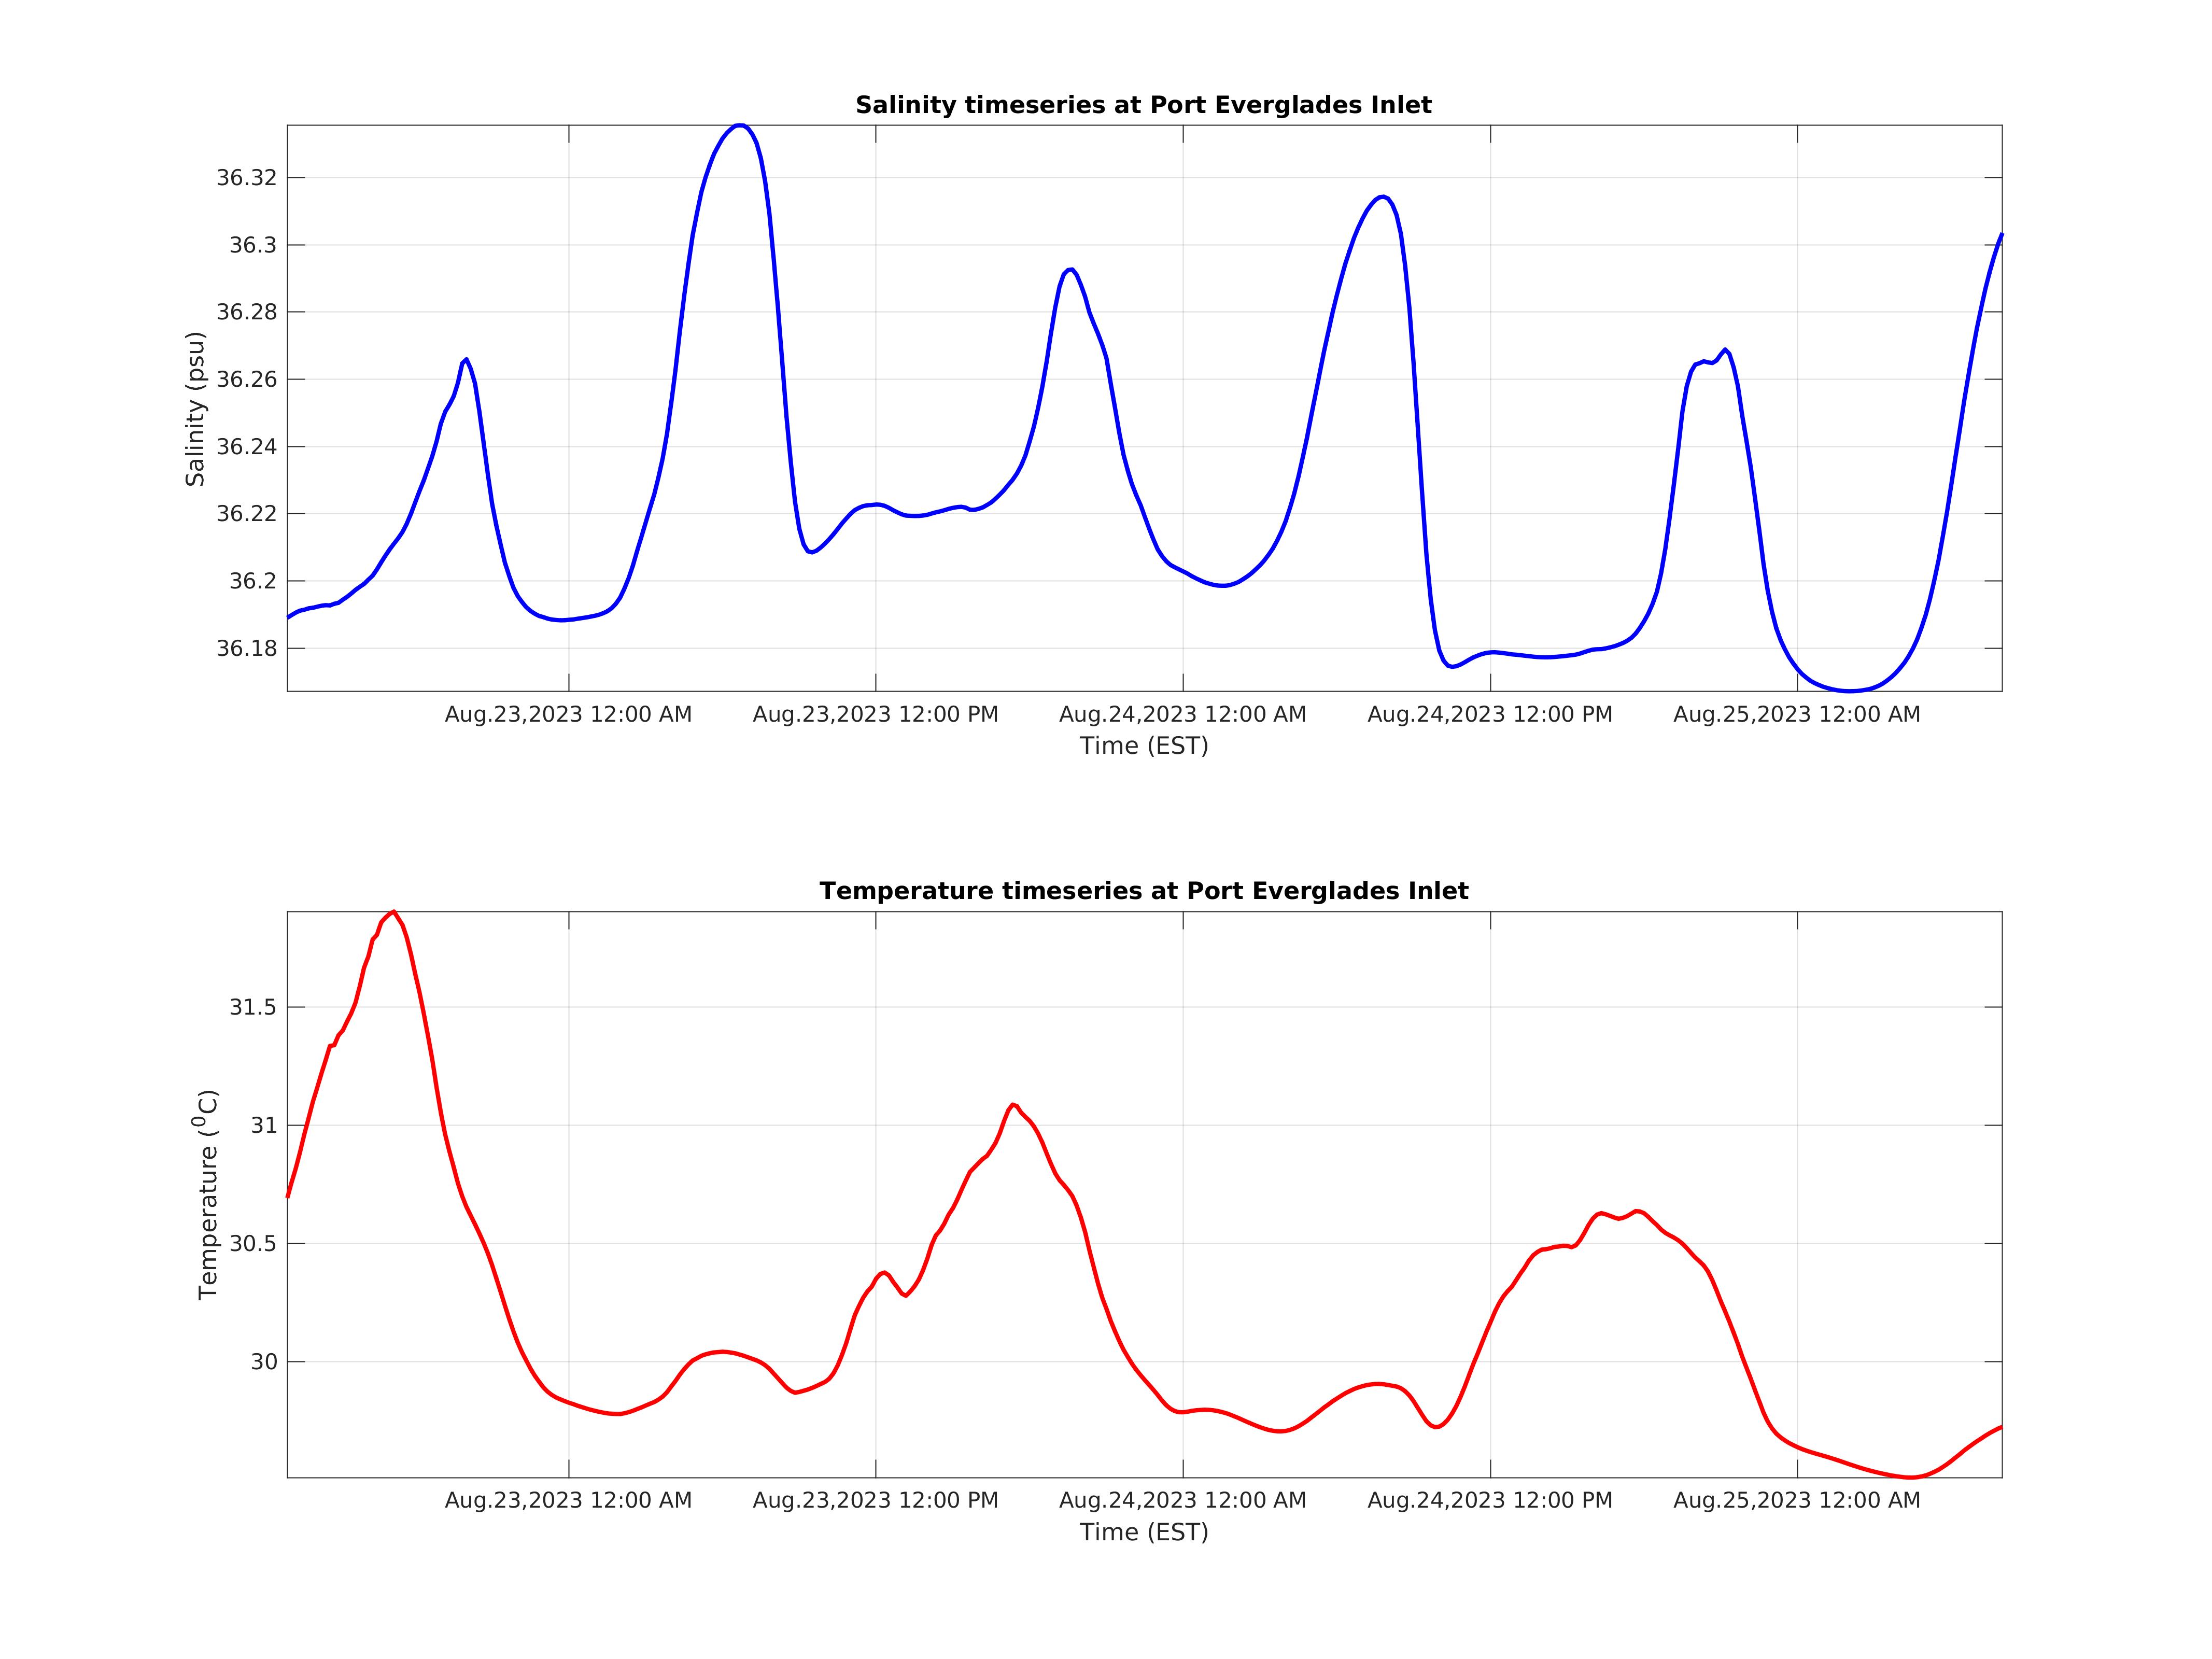 Salinity timeseries at Port Everglades Inlet
36.32
36.3
36.28
36.26
36.24
36.22
36.2
36.18
Salinity (psu)
Aug.23,2023 12:00 AM Aug.23,2023 12:00 PM Aug.24,2023 12:00 AM Aug.24,2023 12:00 PM Aug.25,2023 12:00 AM
Time (EST)
Temperature timeseries at Port Everglades Inlet
31.5
31
30.5
30
Temperature (⁰C)
Aug.23,2023 12:00 AM Aug.23,2023 12:00 PM Aug.24,2023 12:00 AM Aug.24,2023 12:00 PM Aug.25,2023 12:00 AM
Time (EST)